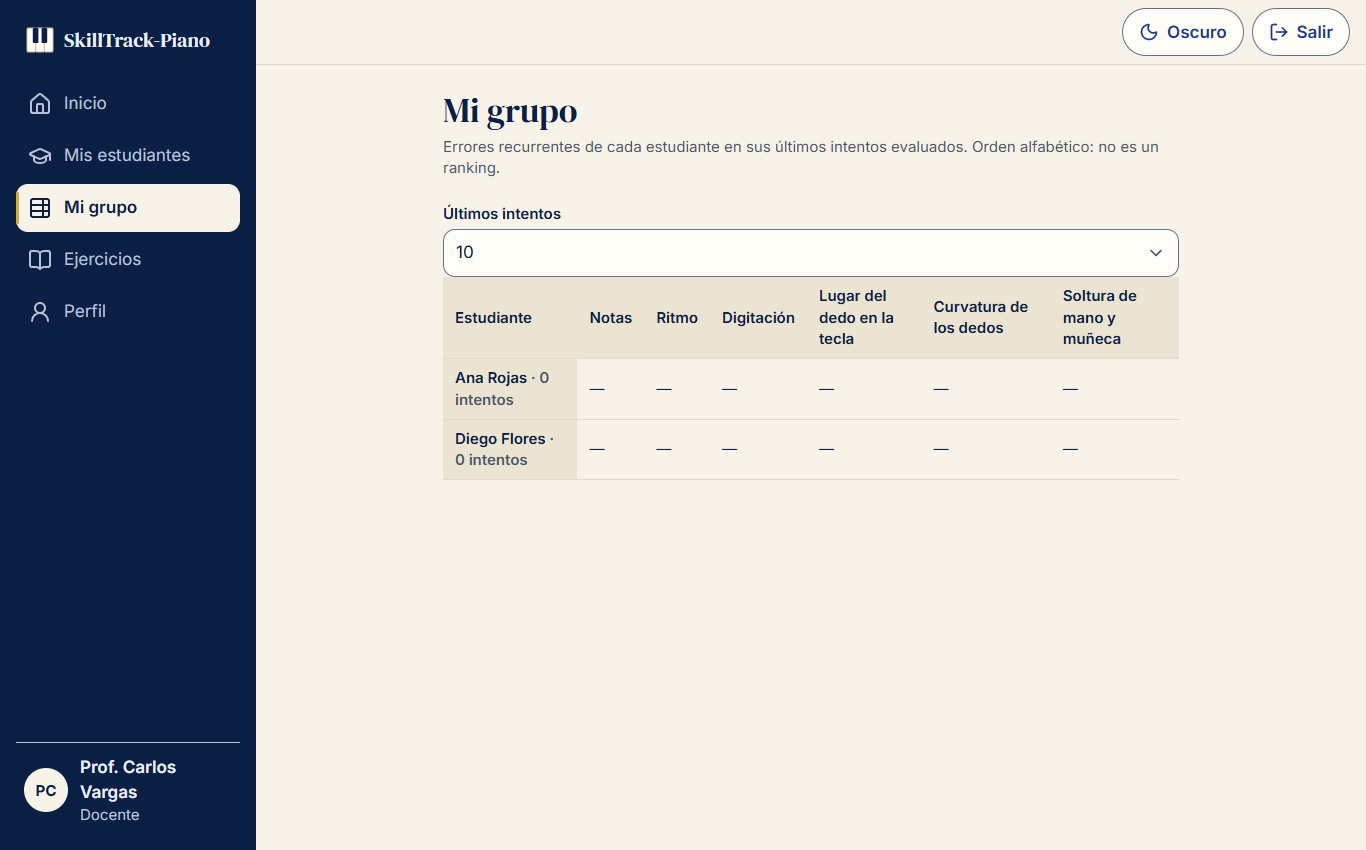 SkillTrack-Piano
Inicio
Mis estudiantes
Mi grupo
Ejercicios
Perfil
Prof. Carlos
Vargas
PC
Docente
Oscuro
Salir
Mi grupo
Errores recurrentes de cada estudiante en sus últimos intentos evaluados. Orden alfabético: no es un
ranking.
Últimos intentos
10
Estudiante
Notas
Ritmo
Digitación
Lugar del
dedo en la
tecla
Curvatura de
los dedos
Soltura de
mano y
muñeca
Ana Rojas · 0
intentos
— — — — — —
Diego Flores ·
0 intentos
— — — — — —